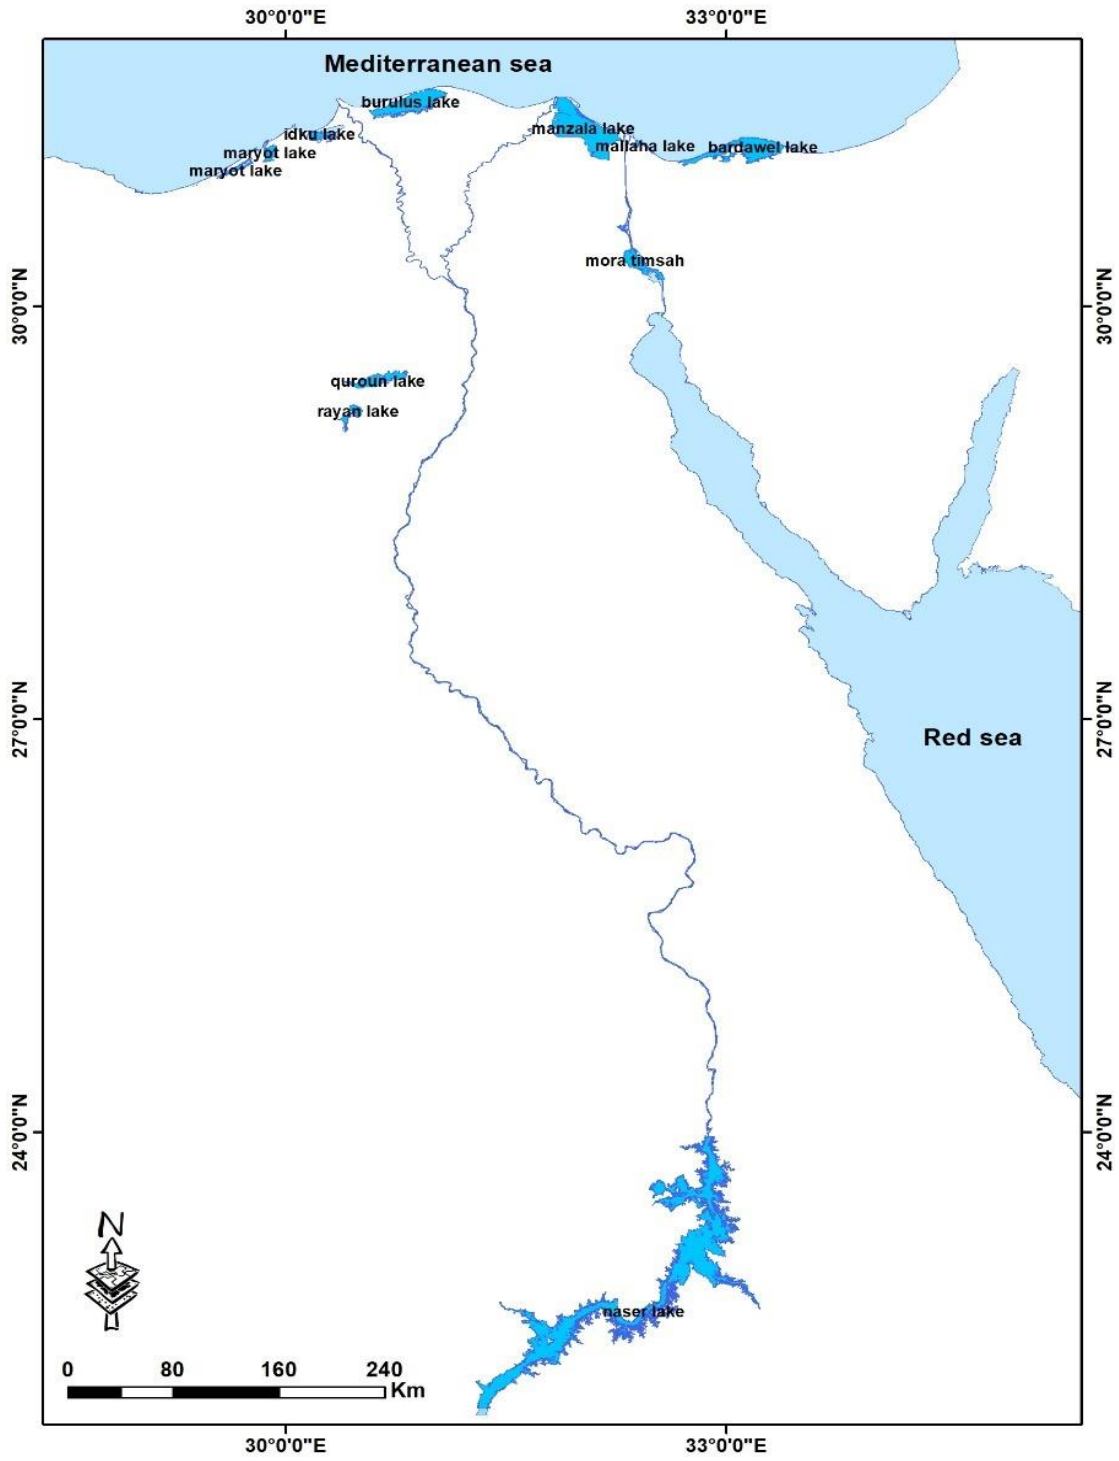 30°0'0"E
33°0'0"E
Mediterranean sea
burulus lake
manzala lake
idku lake
mallaha lake
bardawel lake
maryot lake
maryot lake
mora timsah
30°0'0"N
30°0'0"N
quroun lake
rayan lake
27°0'0"N
27°0'0"N
Red sea
24°0'0"N
24°0'0"N
N
naser lake
0 80 160 240
Km
30°0'0"E
33°0'0"E